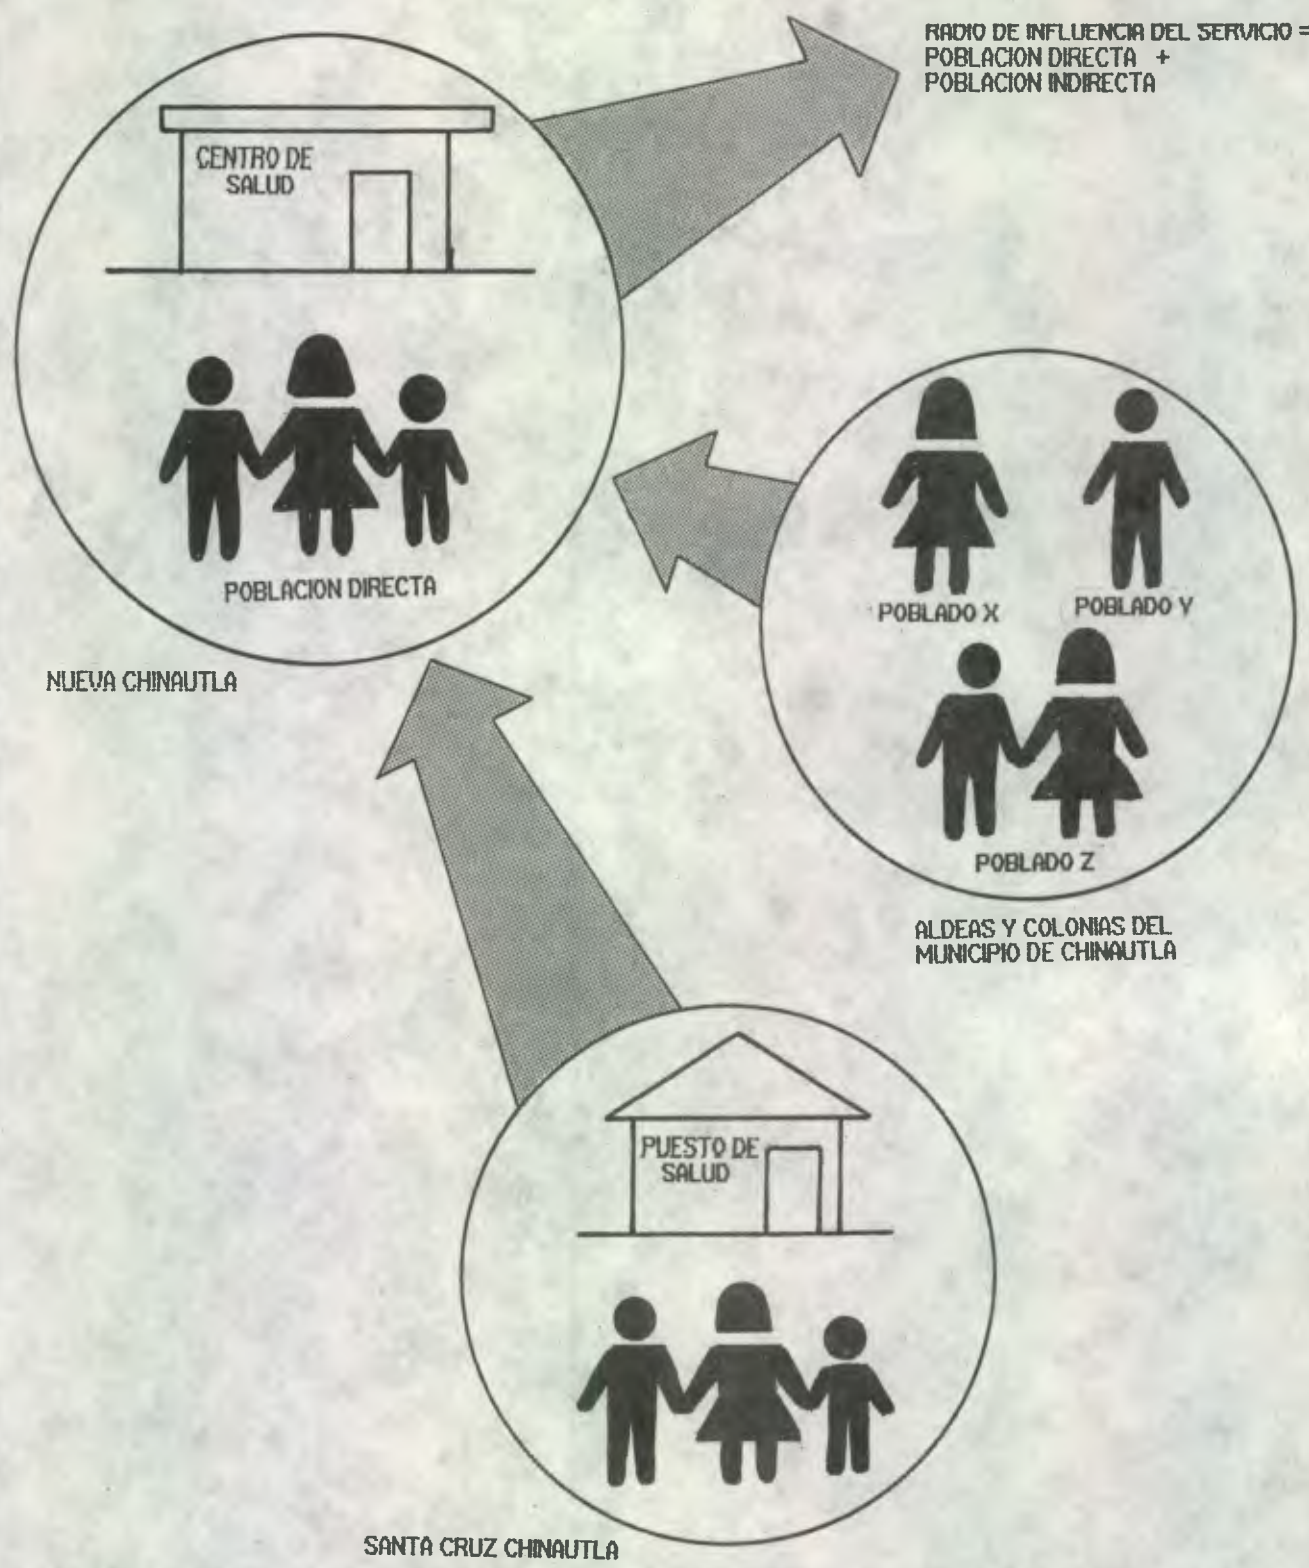 RADIO DE INFLUENCIA DEL SERVICIO =
POBLACION DIRECTA +
POBLACION INDIRECTA
CENTRO DE
SALUD
POBLACION DIRECTA
NUEVA CHINAUTLA
POBLADO X
POBLADO Y
POBLADO Z
ALDEAS Y COLONIAS DEL
MUNICIPIO DE CHINAUTLA
PUESTO DE
SALUD
SANTA CRUZ CHINAUTLA